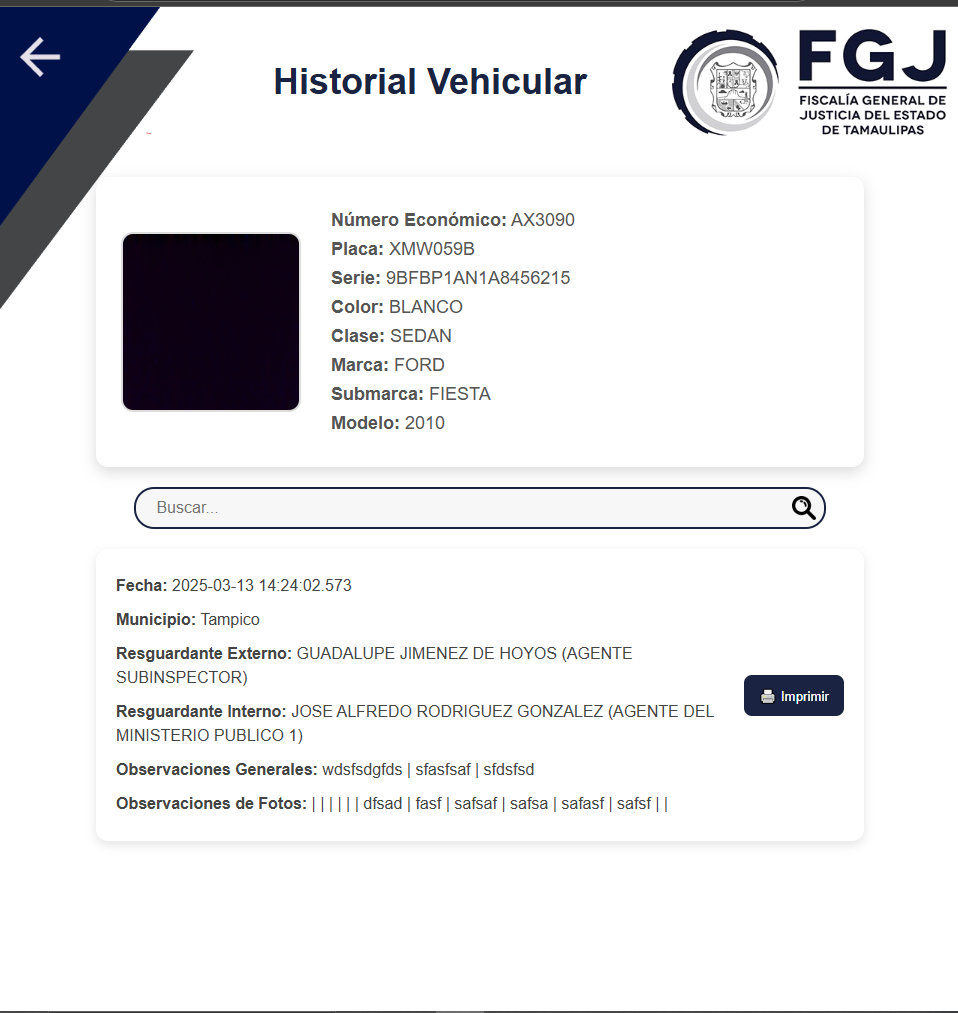 Historial Vehicular
FGJ
FISCALÍA GENERAL DE
JUSTICIA DEL ESTADO
DE TAMAULIPAS
Número Económico: AX3090
Placa: XMW059B
Serie: 9BFBP1AN1A8456215
Color: BLANCO
Clase: SEDAN
Marca: FORD
Submarca: FIESTA
Modelo: 2010
Buscar...
Fecha: 2025-03-13 14:24:02.573
Municipio: Tampico
Resguardante Externo: GUADALUPE JIMENEZ DE HOYOS (AGENTE
SUBINSPECTOR)
Resguardante Interno: JOSE ALFREDO RODRIGUEZ GONZALEZ (AGENTE DEL
MINISTERIO PUBLICO 1)
Observaciones Generales: wdsfsdgfds | sfasfsaf | sfdsfsd
Observaciones de Fotos: | | | | | | dfsad | fasf | safsaf | safsa | safasf | safsf | |
Imprimir